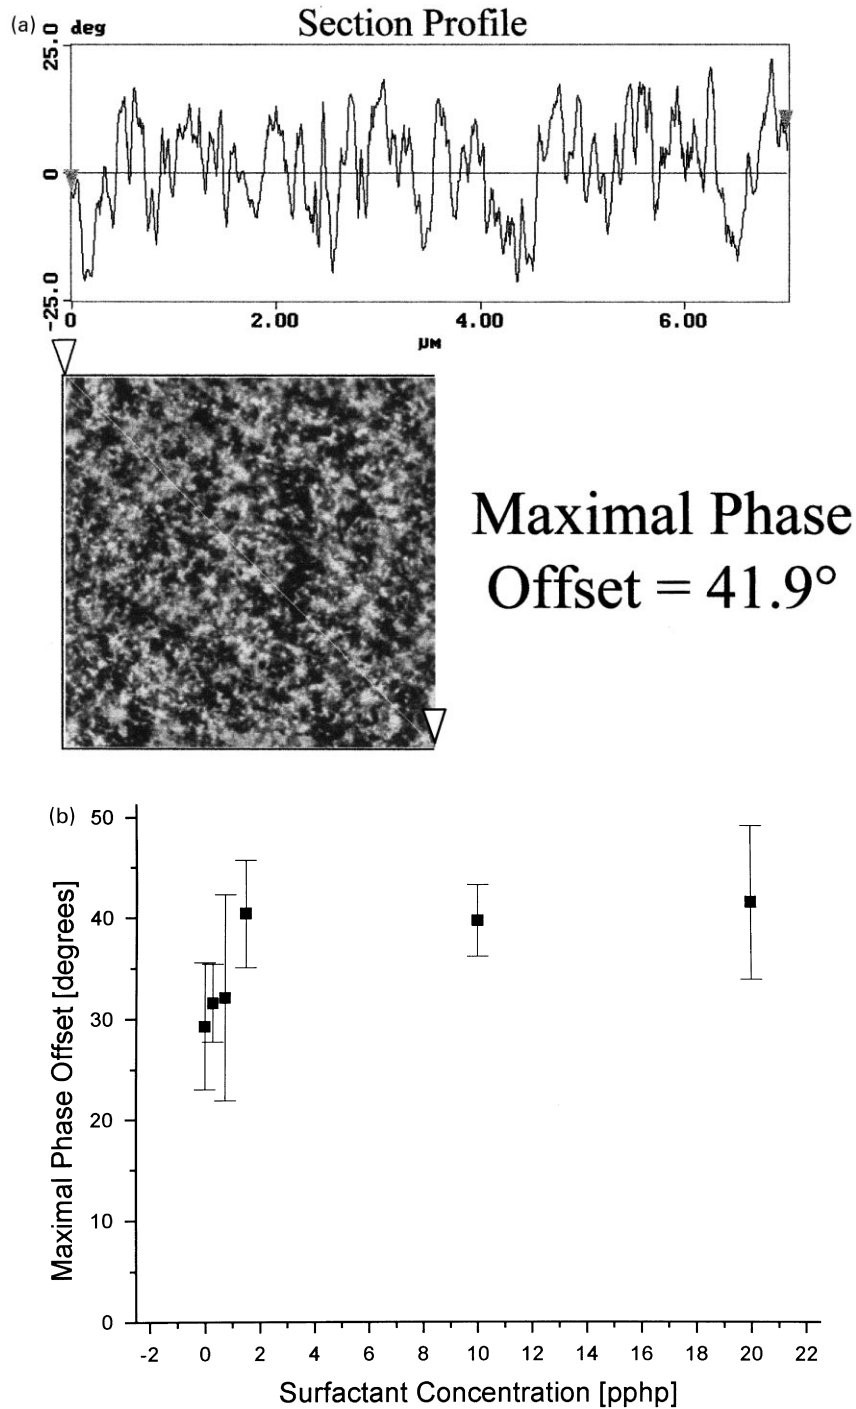 (a)
Section Profile
deg
25.0
0
-25.0
0 2.00 4.00 6.00
μM
Maximal Phase
Offset = 41.9°
(b)
Maximal Phase Offset [degrees]
50
40
30
20
10
0
-2 0 2 4 6 8 10 12 14 16 18 20 22
Surfactant Concentration [pphp]